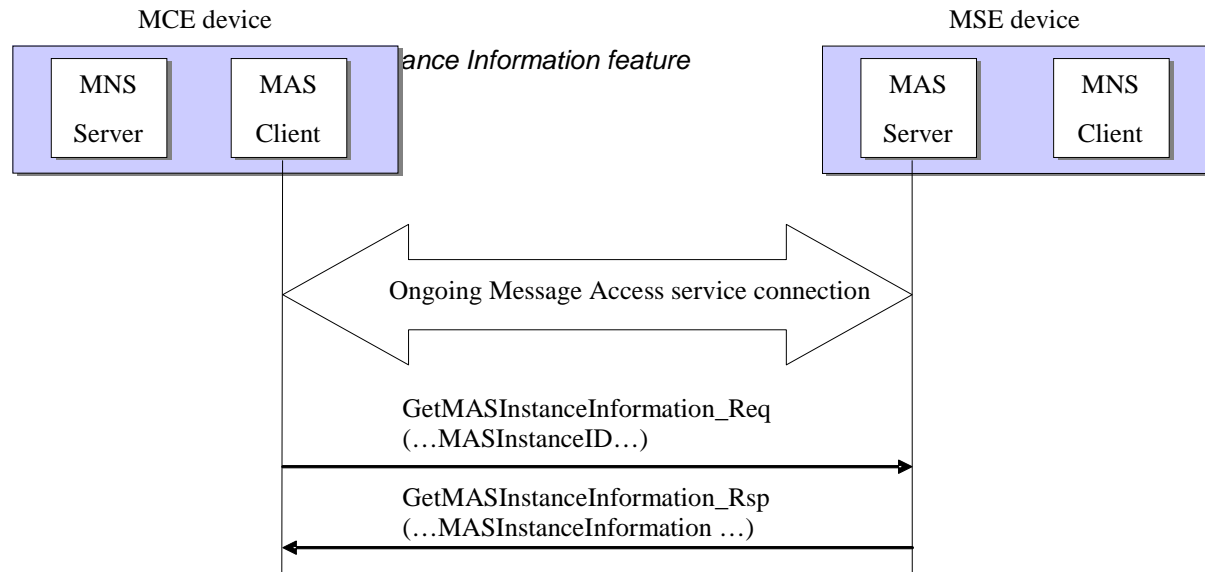 MCE device
MSE device
ance Information feature
MNS
Server
MAS
Client
MAS
Server
MNS
Client
Ongoing Message Access service connection
GetMASInstanceInformation_Req
(…MASInstanceID…)
GetMASInstanceInformation_Rsp
(…MASInstanceInformation …)